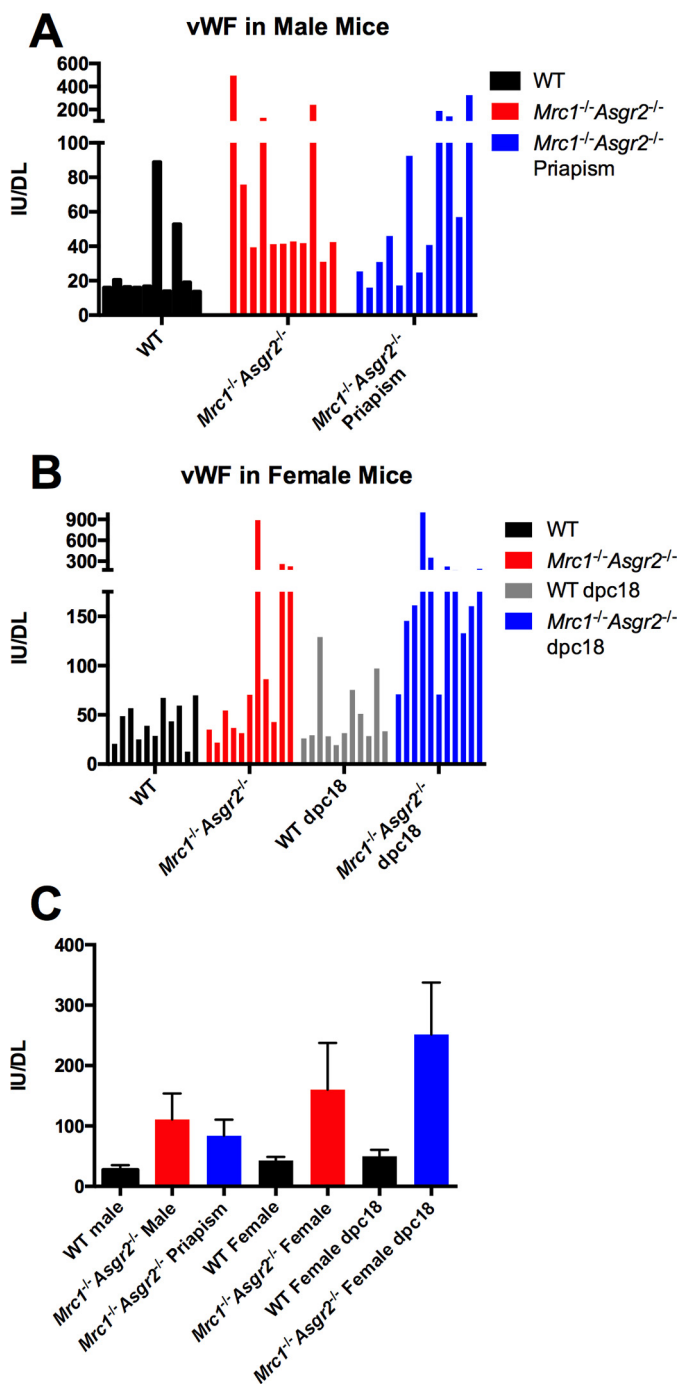 A
vWF in Male Mice
600
400
200
100
80
60
40
20
0
IU/DL
WT
Mrc1-/-Asgr2-/-
Mrc1-/-Asgr2-/-
Priapism
WT
Mrc1-/-Asgr2-/-
Mrc1-/-Asgr2-/-
Priapism
B
vWF in Female Mice
900
600
300
150
100
50
0
IU/DL
WT
Mrc1-/-Asgr2-/-
WT dpc18
Mrc1-/-Asgr2-/-
dpc18
WT
Mrc1-/-Asgr2-/-
WT dpc18
Mrc1-/-Asgr2-/-
dpc18
C
400
300
200
100
0
IU/DL
WT male
Mrc1-/-Asgr2-/- Male
Mrc1-/-Asgr2-/- Priapism
WT Female
Mrc1-/-Asgr2-/- Female
WT Female dpc18
Mrc1-/-Asgr2-/- Female dpc18